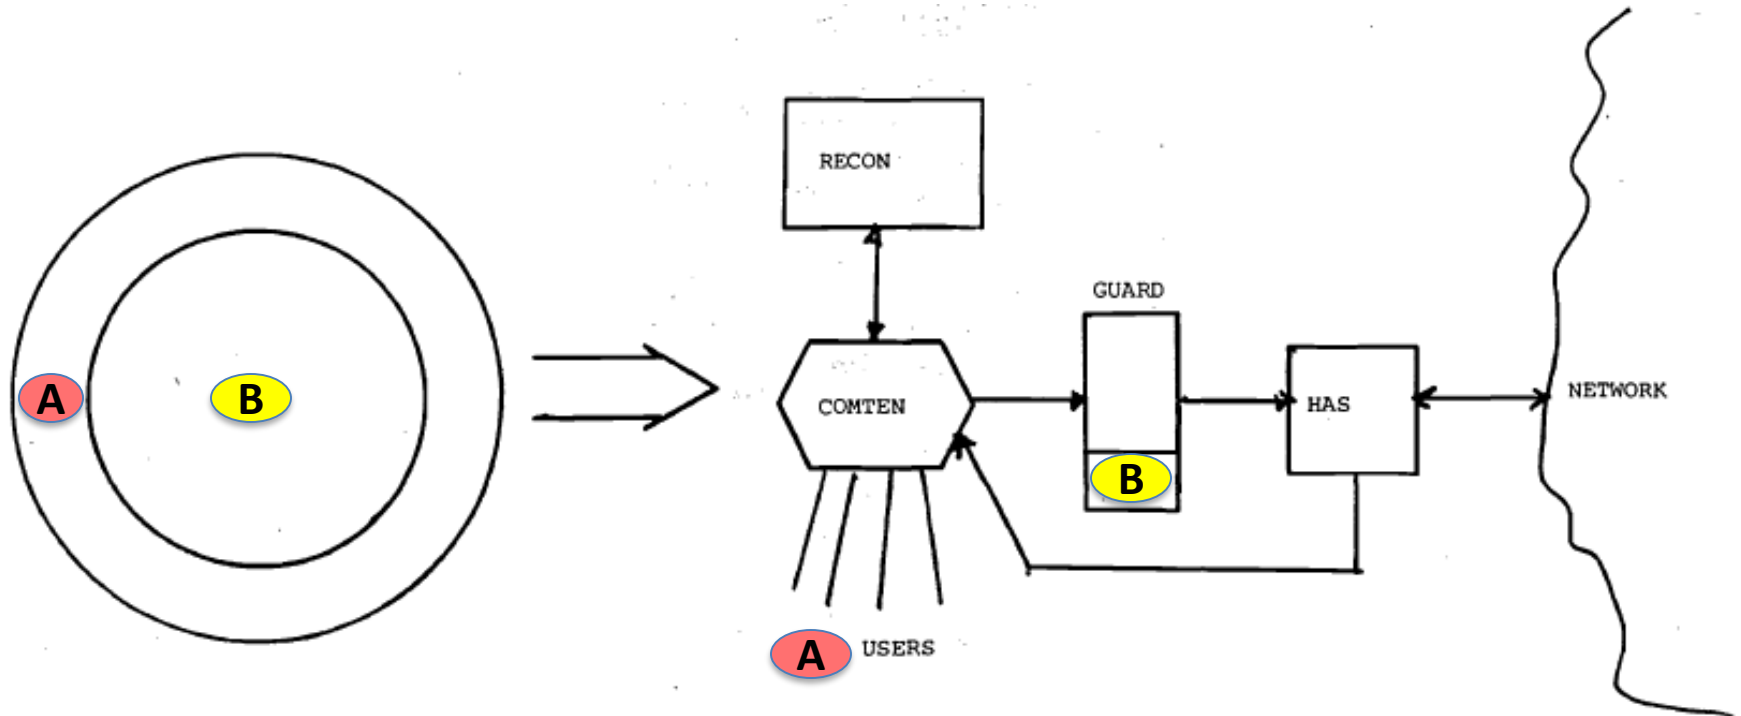 RECON
GUARD
A
B
COMTEN
HAS
NETWORK
B
A USERS